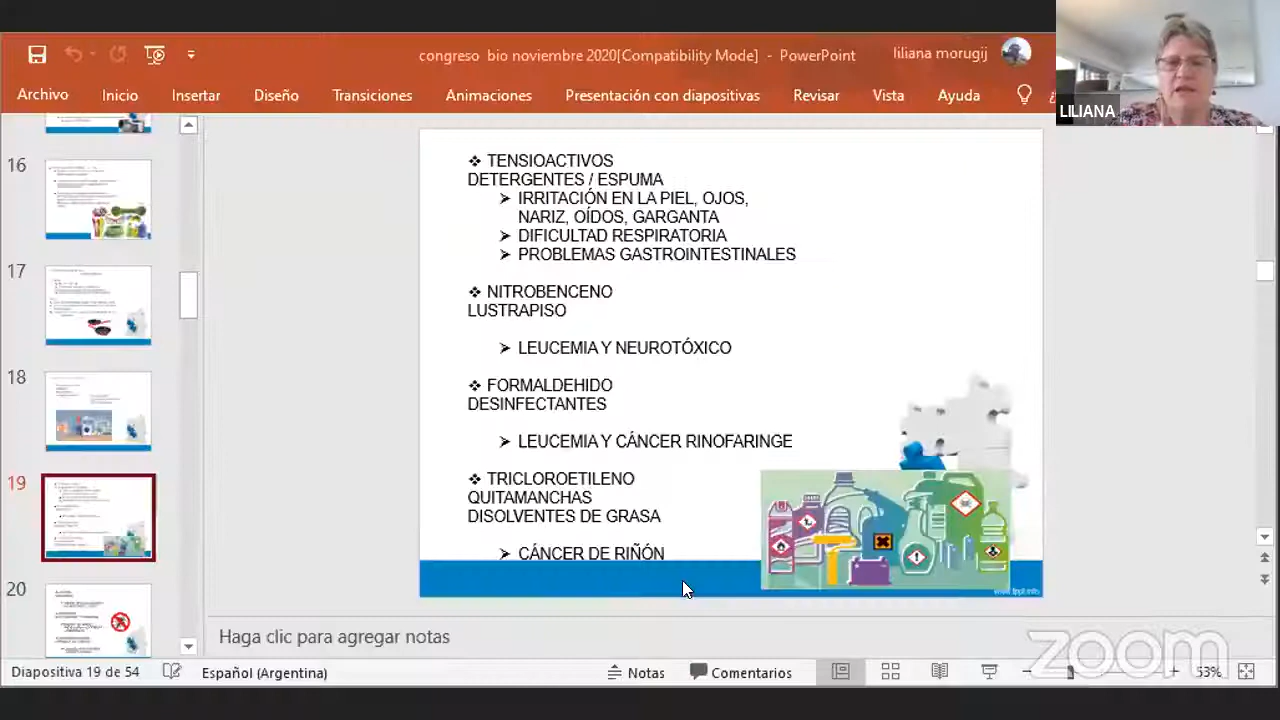 congreso bio noviembre 2020[Compatibility Mode] - PowerPoint
liliana morugij
Archivo
Inicio
Insertar
Diseño
Transiciones
Animaciones
Presentación con diapositivas
Revisar
Vista
Ayuda
LILIANA
16
17
18
19
20
❖ TENSIOACTIVOS
DETERGENTES / ESPUMA
➢ IRRITACIÓN EN LA PIEL, OJOS,
NARIZ, OÍDOS, GARGANTA
➢ DIFICULTAD RESPIRATORIA
➢ PROBLEMAS GASTROINTESTINALES
❖ NITROBENCENO
LUSTRAPISO
➢ LEUCEMIA Y NEUROTÓXICO
❖ FORMALDEHIDO
DESINFECTANTES
➢ LEUCEMIA Y CÁNCER RINOFARINGE
❖ TRICLOROETILENO
QUITAMANCHAS
DISOLVENTES DE GRASA
➢ CÁNCER DE RIÑÓN
Haga clic para agregar notas
zoom
Diapositiva 19 de 54
Español (Argentina)
Notas
Comentarios
53%